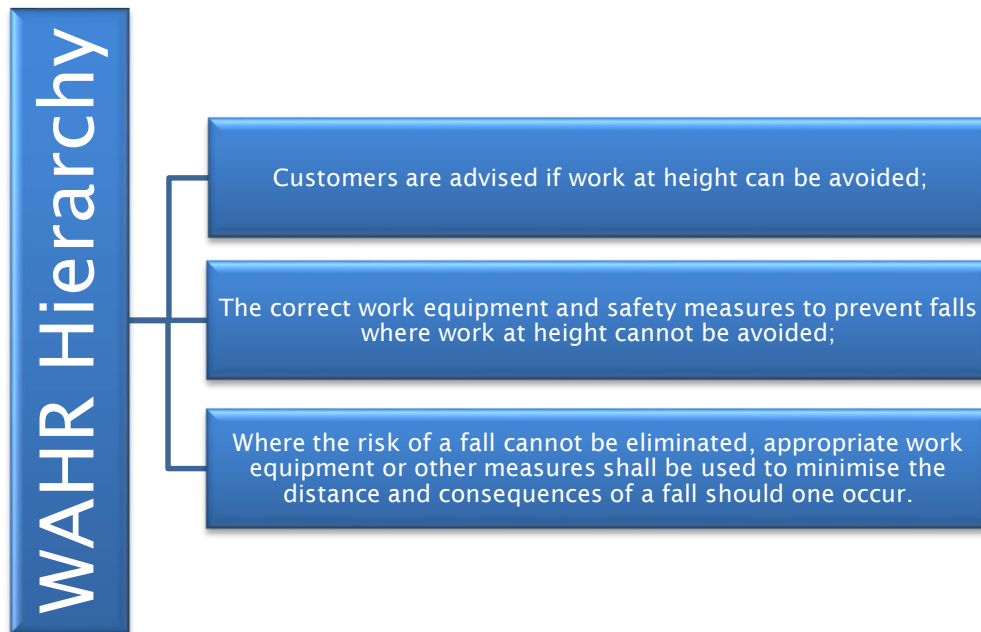 WAHR Hierarchy
Customers are advised if work at height can be avoided;
The correct work equipment and safety measures to prevent falls
where work at height cannot be avoided;
Where the risk of a fall cannot be eliminated, appropriate work
equipment or other measures shall be used to minimise the
distance and consequences of a fall should one occur.